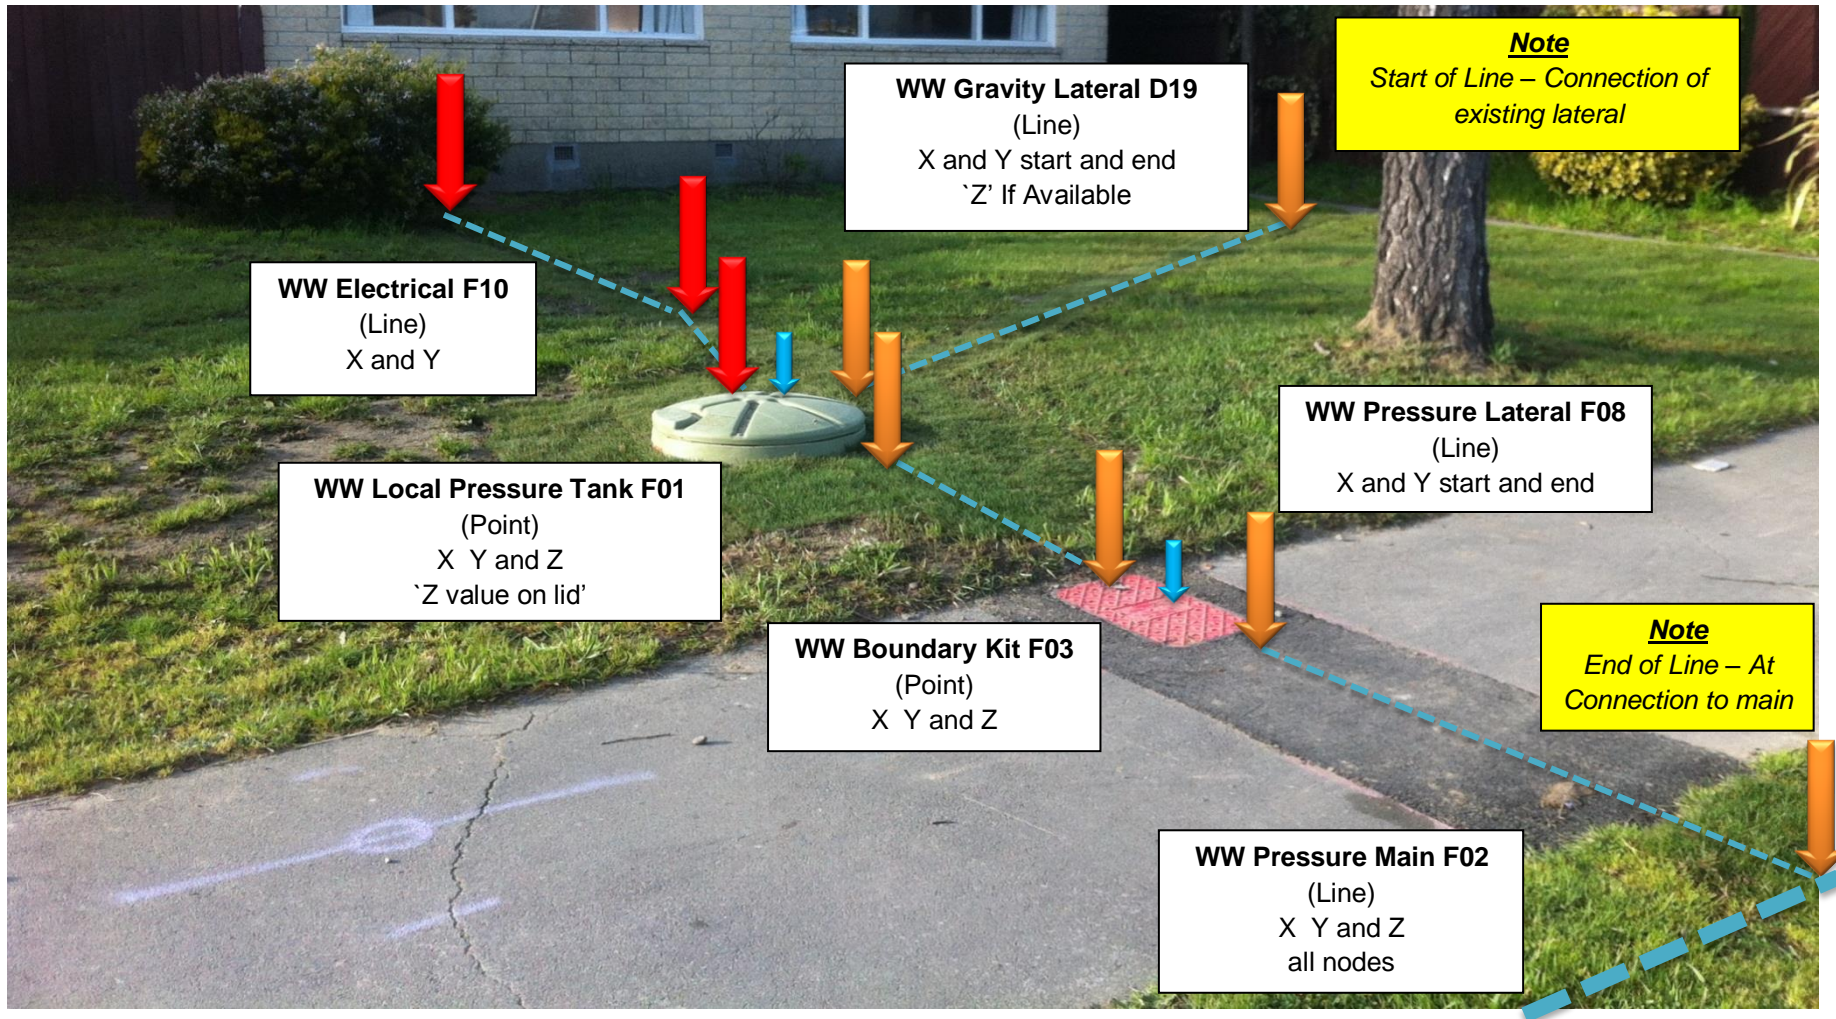 Note
Start of Line – Connection of
existing lateral
WW Gravity Lateral D19
(Line)
X and Y start and end
`Z’ If Available
WW Electrical F10
(Line)
X and Y
WW Pressure Lateral F08
(Line)
X and Y start and end
WW Local Pressure Tank F01
(Point)
X  Y and Z
`Z value on lid’
WW Boundary Kit F03
(Point)
X  Y and Z
Note
End of Line – At
Connection to main
WW Pressure Main F02
(Line)
X  Y and Z
all nodes